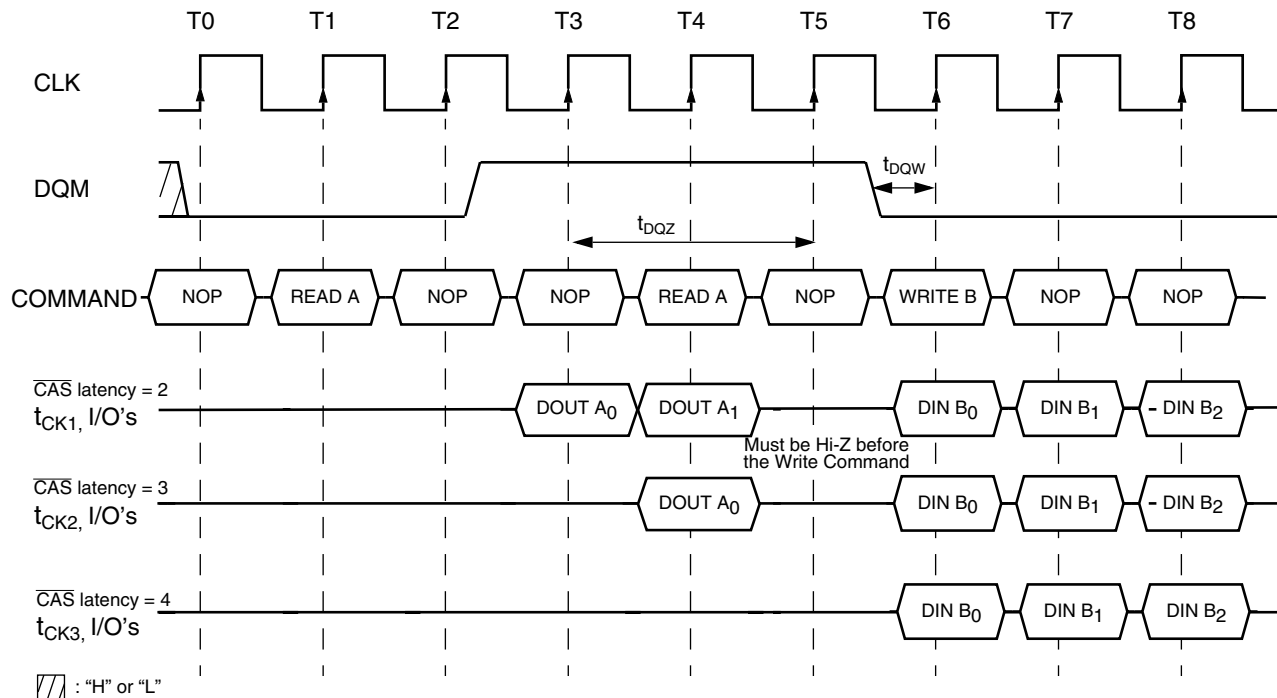 T0 T1 T2 T3 T4 T5 T6 T7 T8
CLK
DQM
tDQW
tDQZ
COMMAND NOP READ A NOP NOP READ A NOP WRITE B NOP NOP
CAS latency = 2
tCK1, I/O's
DOUT A0 DOUT A1 DIN B0 DIN B1 DIN B2
Must be Hi-Z before
the Write Command
CAS latency = 3
tCK2, I/O's
DOUT A0 DIN B0 DIN B1 DIN B2
CAS latency = 4
tCK3, I/O's
DIN B0 DIN B1 DIN B2
: “H” or “L”